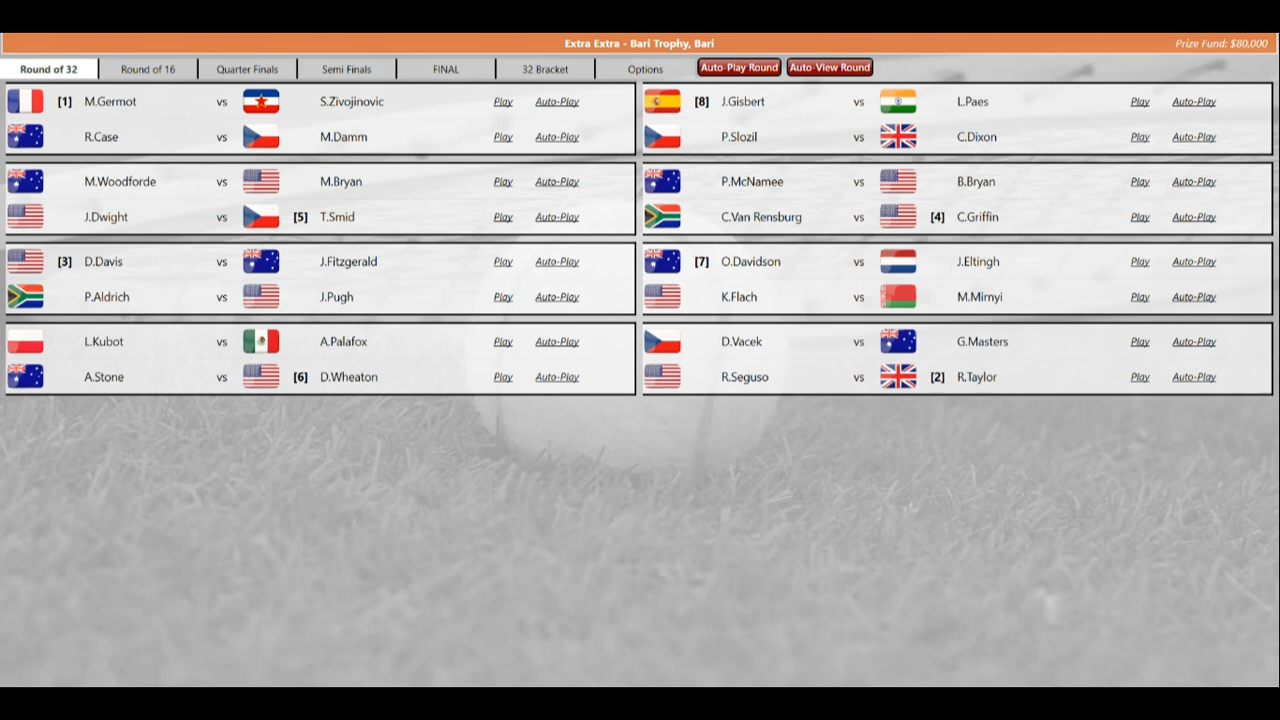 Extra Extra - Bari Trophy, Bari Prize Fund: $80,000
Round of 32 Round of 16 Quarter Finals Semi Finals FINAL 32 Bracket Options Auto-Play Round Auto-View Round
[1] M.Germot vs S.Zivojinovic Play Auto-Play
R.Case vs M.Damm Play Auto-Play
M.Woodforde vs M.Bryan Play Auto-Play
J.Dwight vs [5] T.Smid Play Auto-Play
[3] D.Davis vs J.Fitzgerald Play Auto-Play
P.Aldrich vs J.Pugh Play Auto-Play
L.Kubot vs A.Palafox Play Auto-Play
A.Stone vs [6] D.Wheaton Play Auto-Play
[8] J.Gisbert vs L.Paes Play Auto-Play
P.Slozil vs C.Dixon Play Auto-Play
P.McNamee vs B.Bryan Play Auto-Play
C.Van Rensburg vs [4] C.Griffin Play Auto-Play
[7] O.Davidson vs J.Eltingh Play Auto-Play
K.Flach vs M.Mirnyi Play Auto-Play
D.Vacek vs G.Masters Play Auto-Play
R.Seguso vs [2] R.Taylor Play Auto-Play